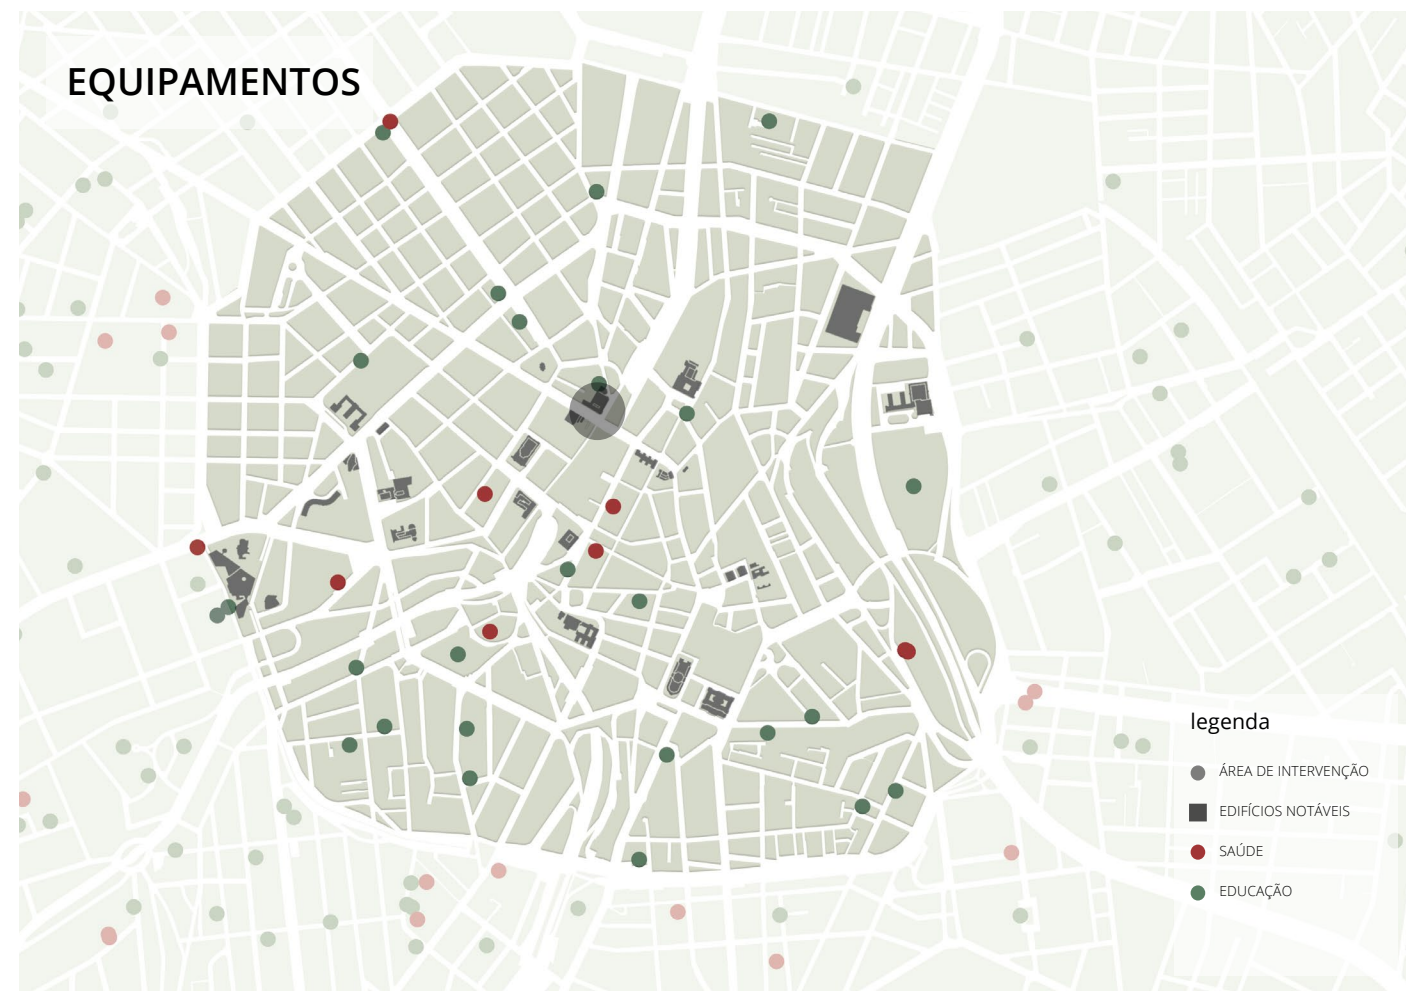 EQUIPAMENTOS
legenda
ÁREA DE INTERVENÇÃO
EDIFÍCIOS NOTÁVEIS
SAÚDE
EDUCAÇÃO